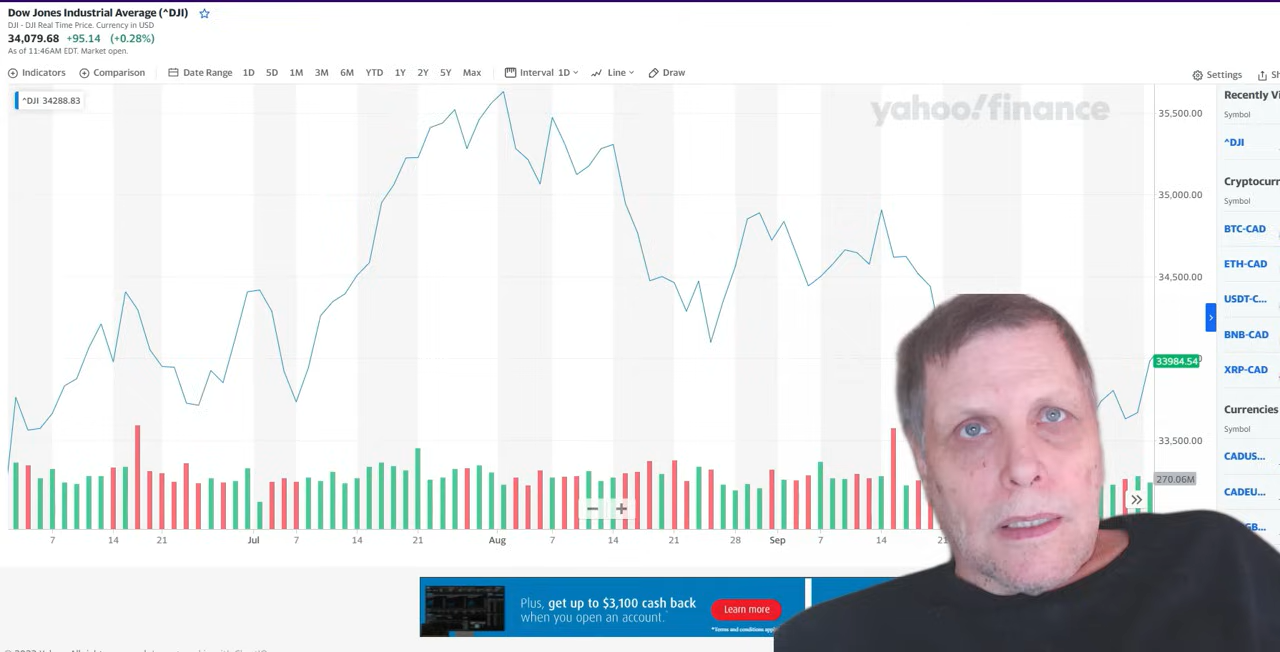 Dow Jones Industrial Average (^DJI)
DJI - DJI Real Time Price. Currency in USD
34,079.68 +95.14 (+0.28%)
As of 11:46AM EDT. Market open.
Indicators Comparison Date Range 1D 5D 1M 3M 6M YTD 1Y 2Y 5Y Max Interval 1D Line Draw Settings
^DJI 34288.83
yahoo!finance
35,500.00
35,000.00
34,500.00
33984.54
33,500.00
270.06M
7 14 21 Jul 7 14 21 Aug 7 14 21 28 Sep 7 14
Recently
Symbol
^DJI
Symbol
BTC-CAD
ETH-CAD
USDT-C...
BNB-CAD
XRP-CAD
Currencies
Symbol
CADUS...
CADEU...
Plus, get up to $3,100 cash back
when you open an account.
Learn more